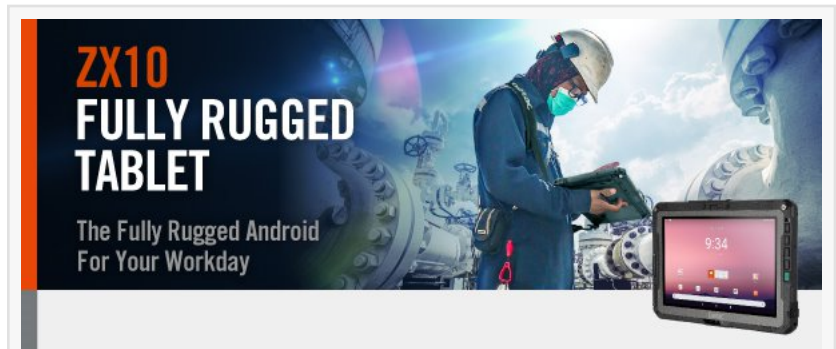 ZX10
FULLY RUGGED
TABLET
The Fully Rugged Android
For Your Workday
9:34